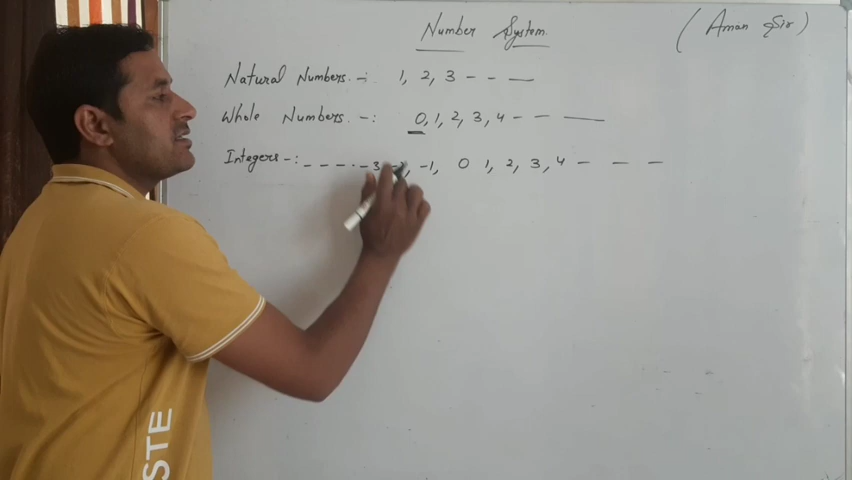 Number System
(Aman Sir)
Natural Numbers -: 1, 2, 3 - - —
Whole Numbers -: 0, 1, 2, 3, 4 - - —
Integers -: - - - - -3 -2, -1, 0 1, 2, 3, 4 - - -
STE